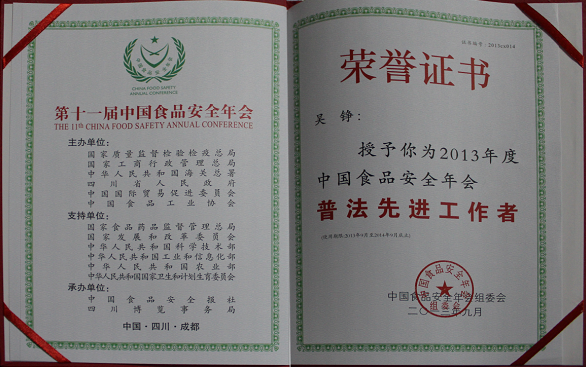 CHINA FOOD SAFETY
ANNUAL CONFERENCE
第十一届中国食品安全年会
THE 11th CHINA FOOD SAFETY ANNUAL CONFERENCE
主办单位：
国家质量监督检验检疫总局
国家工商行政管理总局
中华人民共和国海关总署
四川省人民政府
中国国际贸易促进委员会
中国食品工业协会
支持单位：
国家食品药品监督管理总局
国家发展和改革委员会
中华人民共和国科学技术部
中华人民共和国工业和信息化部
中华人民共和国农业部
中华人民共和国国家卫生和计划生育委员会
承办单位：
中国食品安全报社
四川博览事务局
中国·四川·成都
荣誉证书
吴铮：
授予你为2013年度
中国食品安全年会
普法先进工作者
中国食品安全年会组委会
二〇一三年九月
中国食品安全年会
组委会